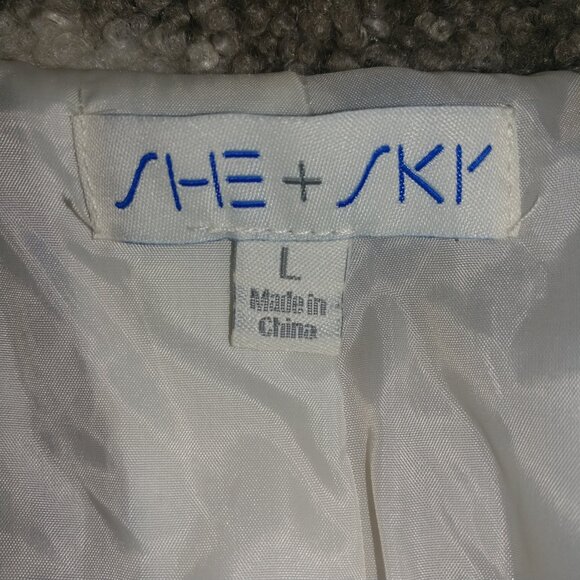 SHE + SKY
L
Made in
China